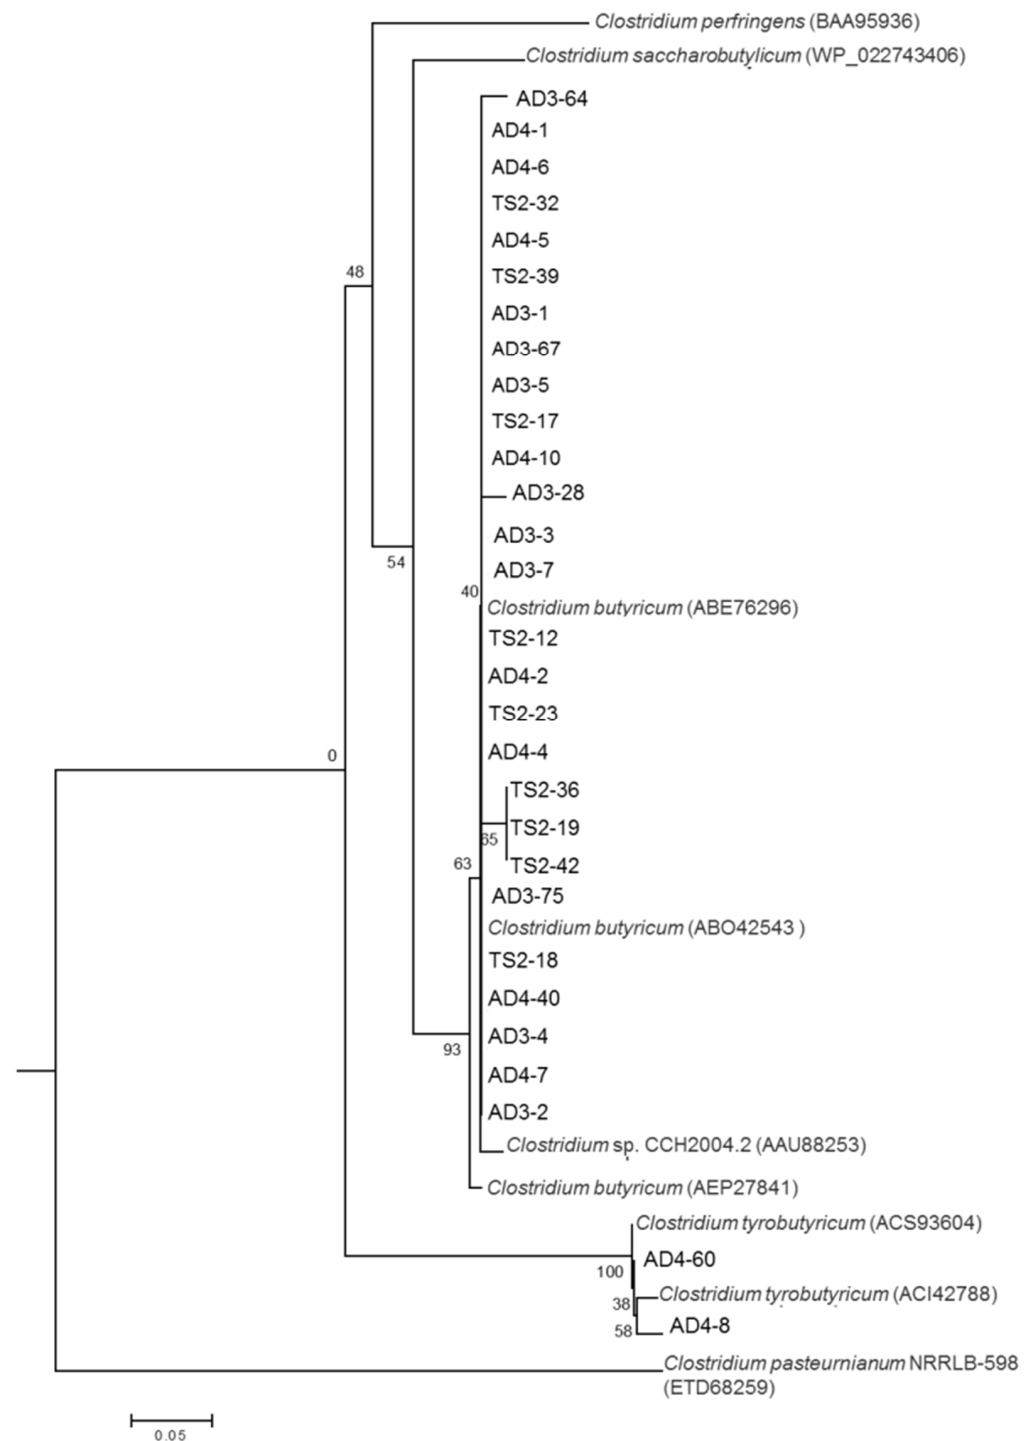 Clostridium perfringens (BAA95936)
Clostridium saccharobutylicum (WP_022743406)
AD3-64
AD4-1
AD4-6
TS2-32
AD4-5
TS2-39
48
AD3-1
AD3-67
AD3-5
TS2-17
AD4-10
AD3-28
AD3-3
54
AD3-7
40
Clostridium butyricum (ABE76296)
TS2-12
AD4-2
TS2-23
AD4-4
0
TS2-36
TS2-19
65
TS2-42
63
AD3-75
Clostridium butyricum (ABO42543 )
TS2-18
AD4-40
AD3-4
93
AD4-7
AD3-2
Clostridium sp. CCH2004.2 (AAU88253)
Clostridium butyricum (AEP27841)
Clostridium tyrobutyricum (ACS93604)
AD4-60
100
Clostridium tyrobutyricum (ACI42788)
38
AD4-8
58
Clostridium pasteurnianum NRRLB-598
(ETD68259)
0.05